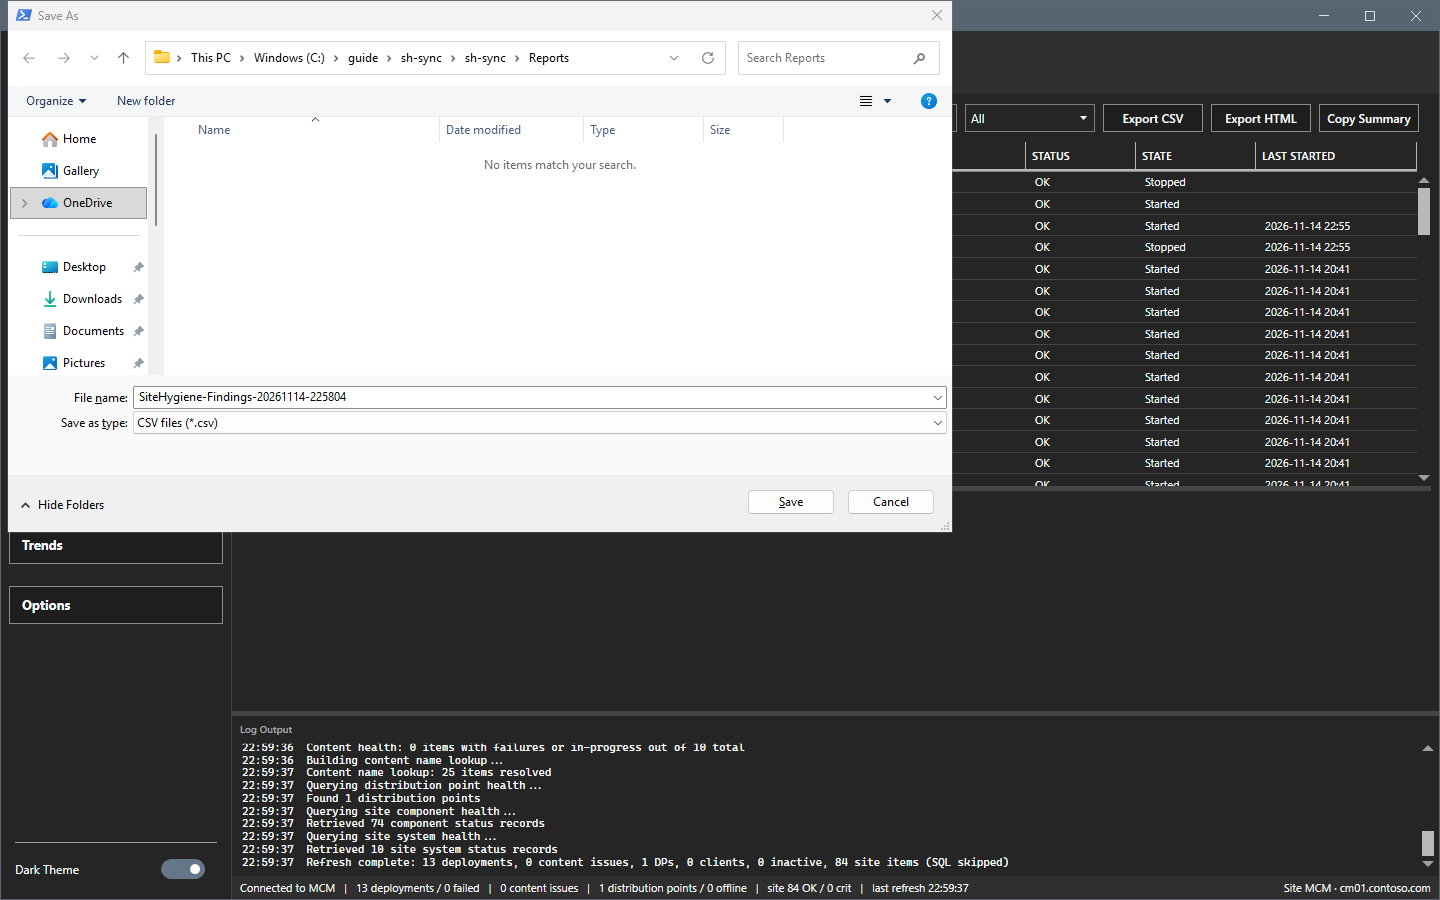 Save As
This PC > Windows (C:) > guide > sh-sync > sh-sync > Reports
Search Reports
Organize
New folder
Home
Gallery
OneDrive
Desktop
Downloads
Documents
Pictures
Name
Date modified
Type
Size
No items match your search.
File name: SiteHygiene-Findings-20261114-225804
Save as type: CSV files (*.csv)
Hide Folders
Save
Cancel
All
Export CSV
Export HTML
Copy Summary
STATUS STATE LAST STARTED
OK Stopped
OK Started
OK Started 2026-11-14 22:55
OK Stopped 2026-11-14 22:55
OK Started 2026-11-14 20:41
OK Started 2026-11-14 20:41
OK Started 2026-11-14 20:41
OK Started 2026-11-14 20:41
OK Started 2026-11-14 20:41
OK Started 2026-11-14 20:41
OK Started 2026-11-14 20:41
OK Started 2026-11-14 20:41
OK Started 2026-11-14 20:41
OK Started 2026-11-14 20:41
OK Started 2026-11-14 20:41
Trends
Options
Dark Theme
Log Output
22:59:36 Content health: 0 items with failures or in-progress out of 10 total
22:59:36 Building content name lookup...
22:59:37 Content name lookup: 25 items resolved
22:59:37 Querying distribution point health...
22:59:37 Found 1 distribution points
22:59:37 Querying site component health...
22:59:37 Retrieved 74 component status records
22:59:37 Querying site system health...
22:59:37 Retrieved 10 site system status records
22:59:37 Refresh complete: 13 deployments, 0 content issues, 1 DPs, 0 clients, 0 inactive, 84 site items (SQL skipped)
Connected to MCM | 13 deployments / 0 failed | 0 content issues | 1 distribution points / 0 offline | site 84 OK / 0 crit | last refresh 22:59:37
Site MCM · cm01.contoso.com